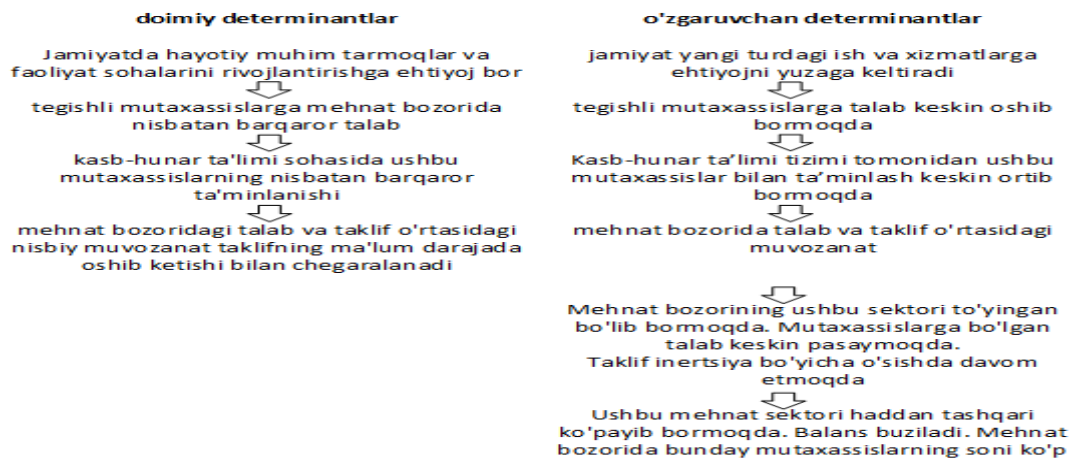 doimiy determinantlar
Jamiyatda hayotiy muhim tarmoqlar va
faoliyat sohalarini rivojlantirishga ehtiyoj bor
tegishli mutaxassislarga mehnat bozorida
nisbatan barqaror talab
kasb-hunar ta'limi sohasida ushbu
mutaxassislarning nisbatan barqaror
ta'minlanishi
mehnat bozoridagi talab va taklif o'rtasidagi
nisbiy muvozanat taklifning ma'lum darajada
oshib ketishi bilan chegaralanadi
o'zgaruvchan determinantlar
jamiyat yangi turdagi ish va xizmatlarga
ehtiyojni yuzaga keltiradi
tegishli mutaxassislarga talab keskin oshib
bormoqda
Kasb-hunar ta’limi tizimi tomonidan ushbu
mutaxassislar bilan ta’minlash keskin ortib
bormoqda
mehnat bozorida talab va taklif o'rtasidagi
muvozanat
Mehnat bozorining ushbu sektori to'yingan
bo'lib bormoqda. Mutaxassislarga bo'lgan
talab keskin pasaymoqda.
Taklif inertsiya bo'yicha o'sishda davom
etmoqda
Ushbu mehnat sektori haddan tashqari
ko'payib bormoqda. Balans buziladi. Mehnat
bozorida bunday mutaxassislarning soni ko'p